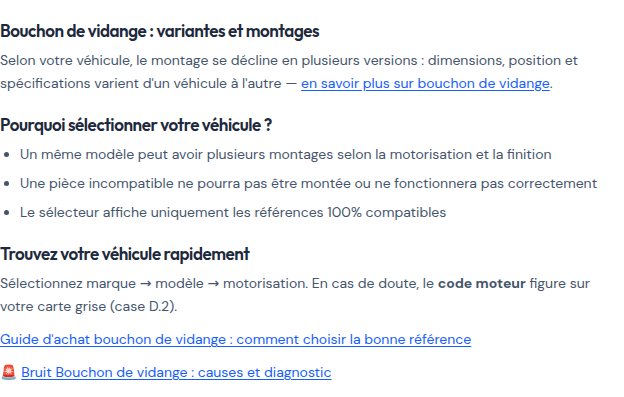 Bouchon de vidange : variantes et montages
Selon votre véhicule, le montage se décline en plusieurs versions : dimensions, position et
spécifications varient d'un véhicule à l'autre — en savoir plus sur bouchon de vidange.
Pourquoi sélectionner votre véhicule ?
• Un même modèle peut avoir plusieurs montages selon la motorisation et la finition
• Une pièce incompatible ne pourra pas être montée ou ne fonctionnera pas correctement
• Le sélecteur affiche uniquement les références 100% compatibles
Trouvez votre véhicule rapidement
Sélectionnez marque → modèle → motorisation. En cas de doute, le code moteur figure sur
votre carte grise (case D.2).
Guide d'achat bouchon de vidange : comment choisir la bonne référence
🚨 Bruit Bouchon de vidange : causes et diagnostic